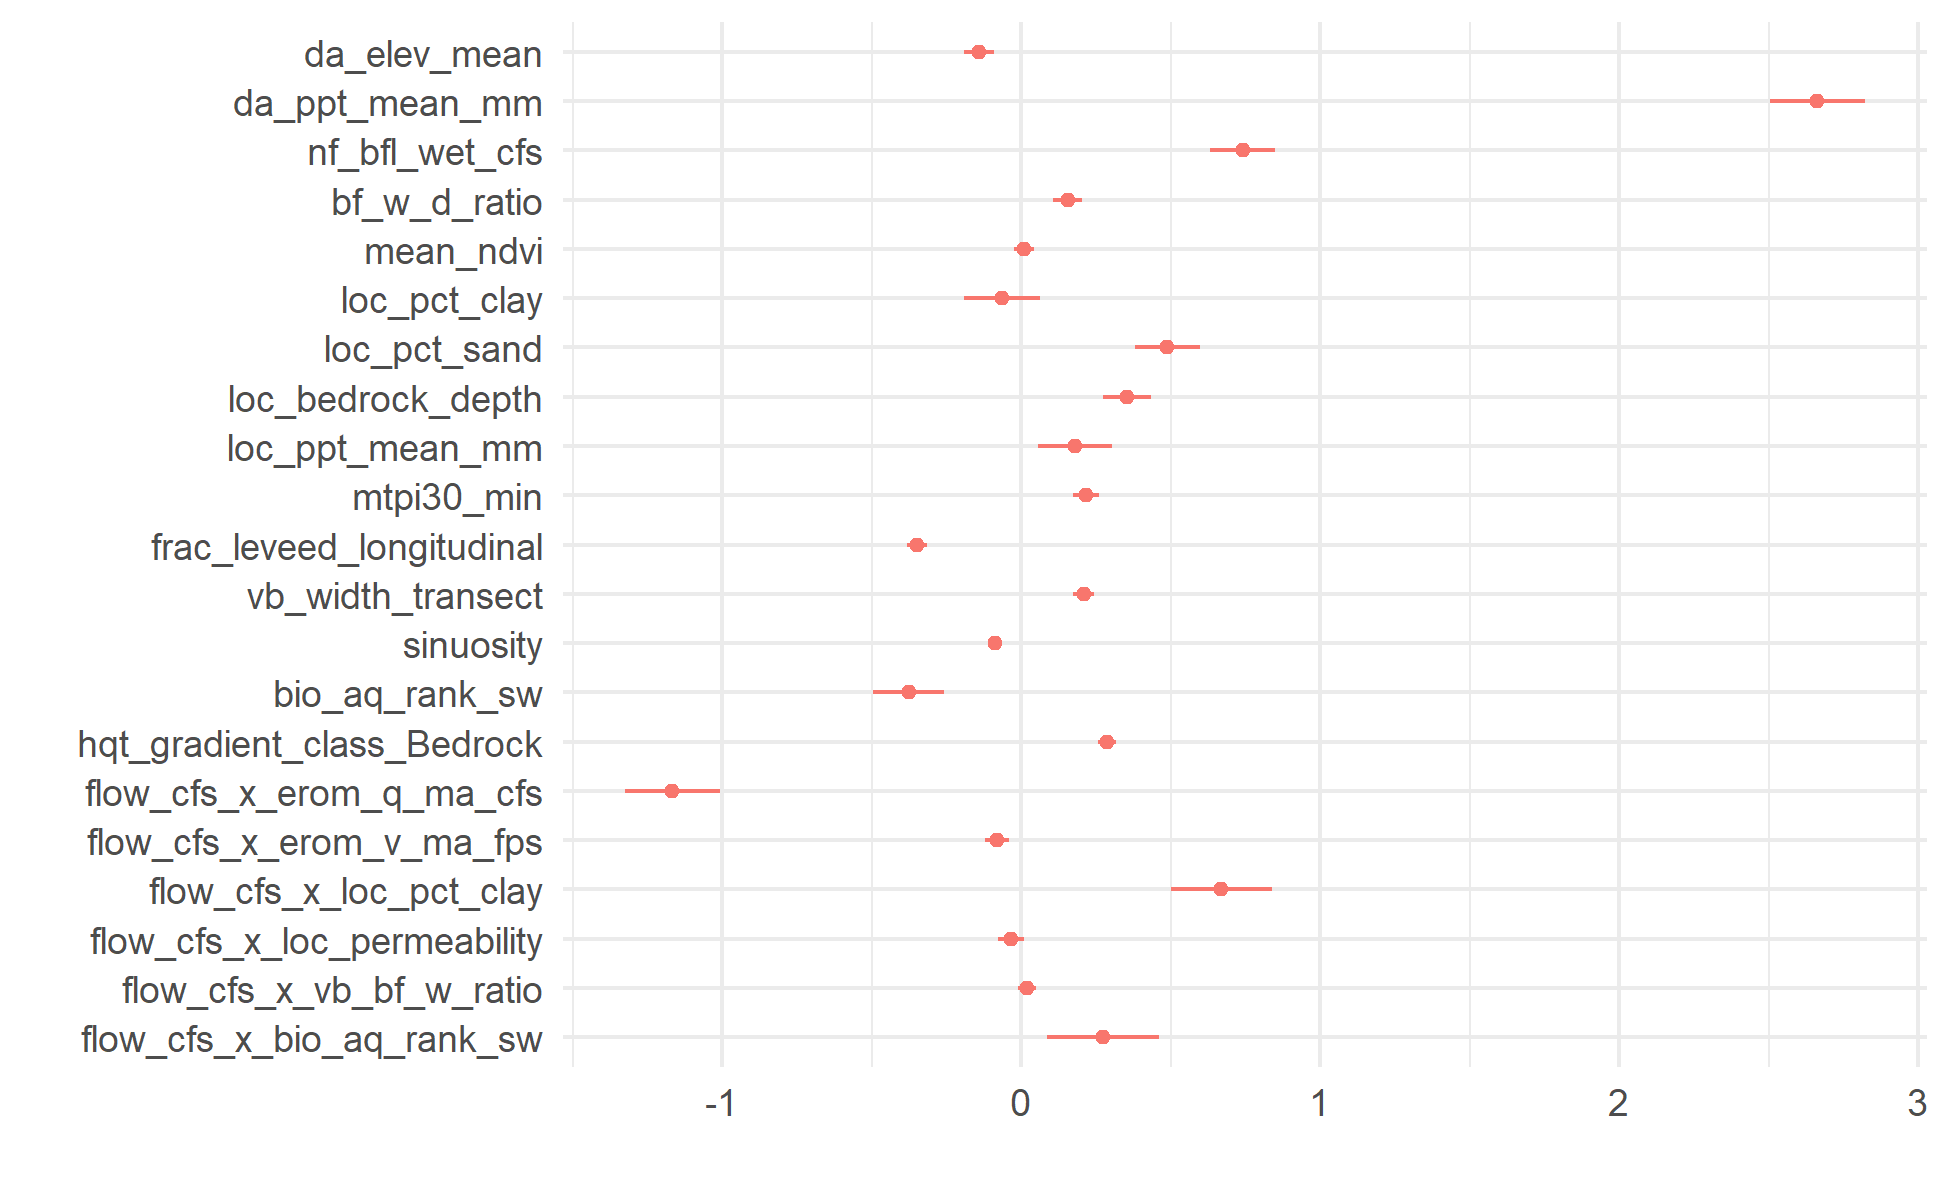 da_elev_mean
da_ppt_mean_mm
nf_bfl_wet_cfs
bf_w_d_ratio
mean_ndvi
loc_pct_clay
loc_pct_sand
loc_bedrock_depth
loc_ppt_mean_mm
mtpi30_min
frac_leveed_longitudinal
vb_width_transect
sinuosity
bio_aq_rank_sw
hqt_gradient_class_Bedrock
flow_cfs_x_erom_q_ma_cfs
flow_cfs_x_erom_v_ma_fps
flow_cfs_x_loc_pct_clay
flow_cfs_x_loc_permeability
flow_cfs_x_vb_bf_w_ratio
flow_cfs_x_bio_aq_rank_sw
-1 0 1 2 3